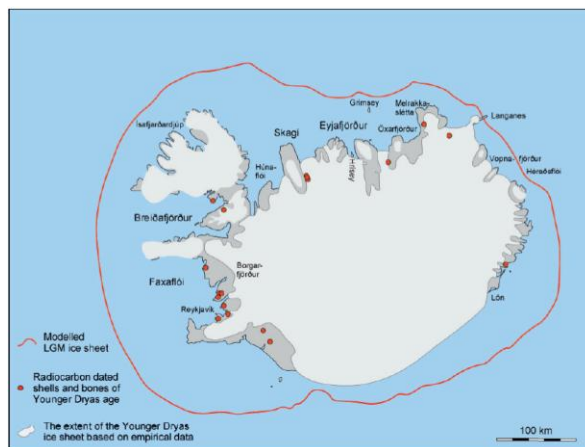 Grímsey
Melrakka-
slétta
Langanes
Ísafjarðardjúp
Skagi
Eyjafjörður
Öxarfjörður
Húna-
flói
Hrísey
Vopna-fjörður
Héraðsflói
Breiðafjörður
Faxaflói
Borgar-
fjörður
Reykjavík
Lón
Modelled
LGM ice sheet
Radiocarbon dated
shells and bones of
Younger Dryas age
The extent of the Younger Dryas
ice sheet based on empirical data
100 km